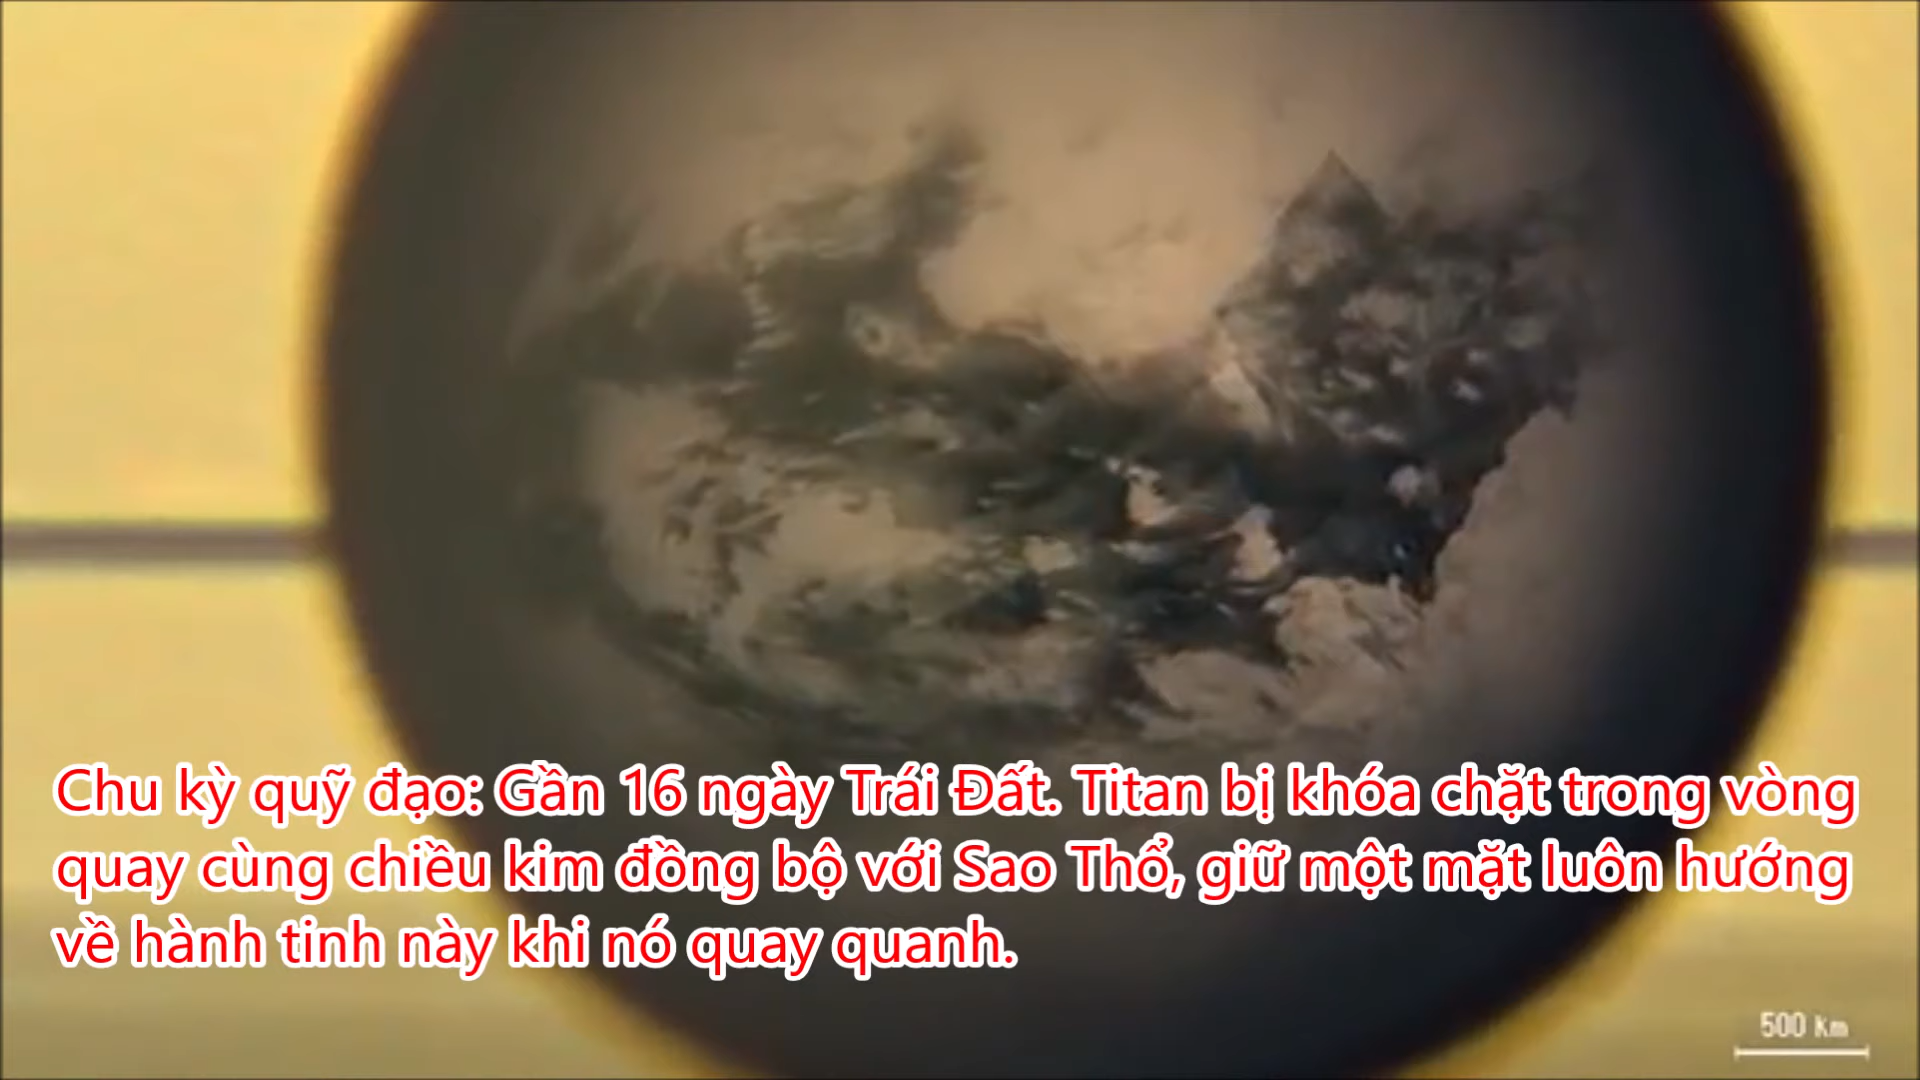 Chu kỳ quỹ đạo: Gần 16 ngày Trái Đất. Titan bị khóa chặt trong vòng
quay cùng chiều kim đồng bộ với Sao Thổ, giữ một mặt luôn hướng
về hành tinh này khi nó quay quanh.
500 Km